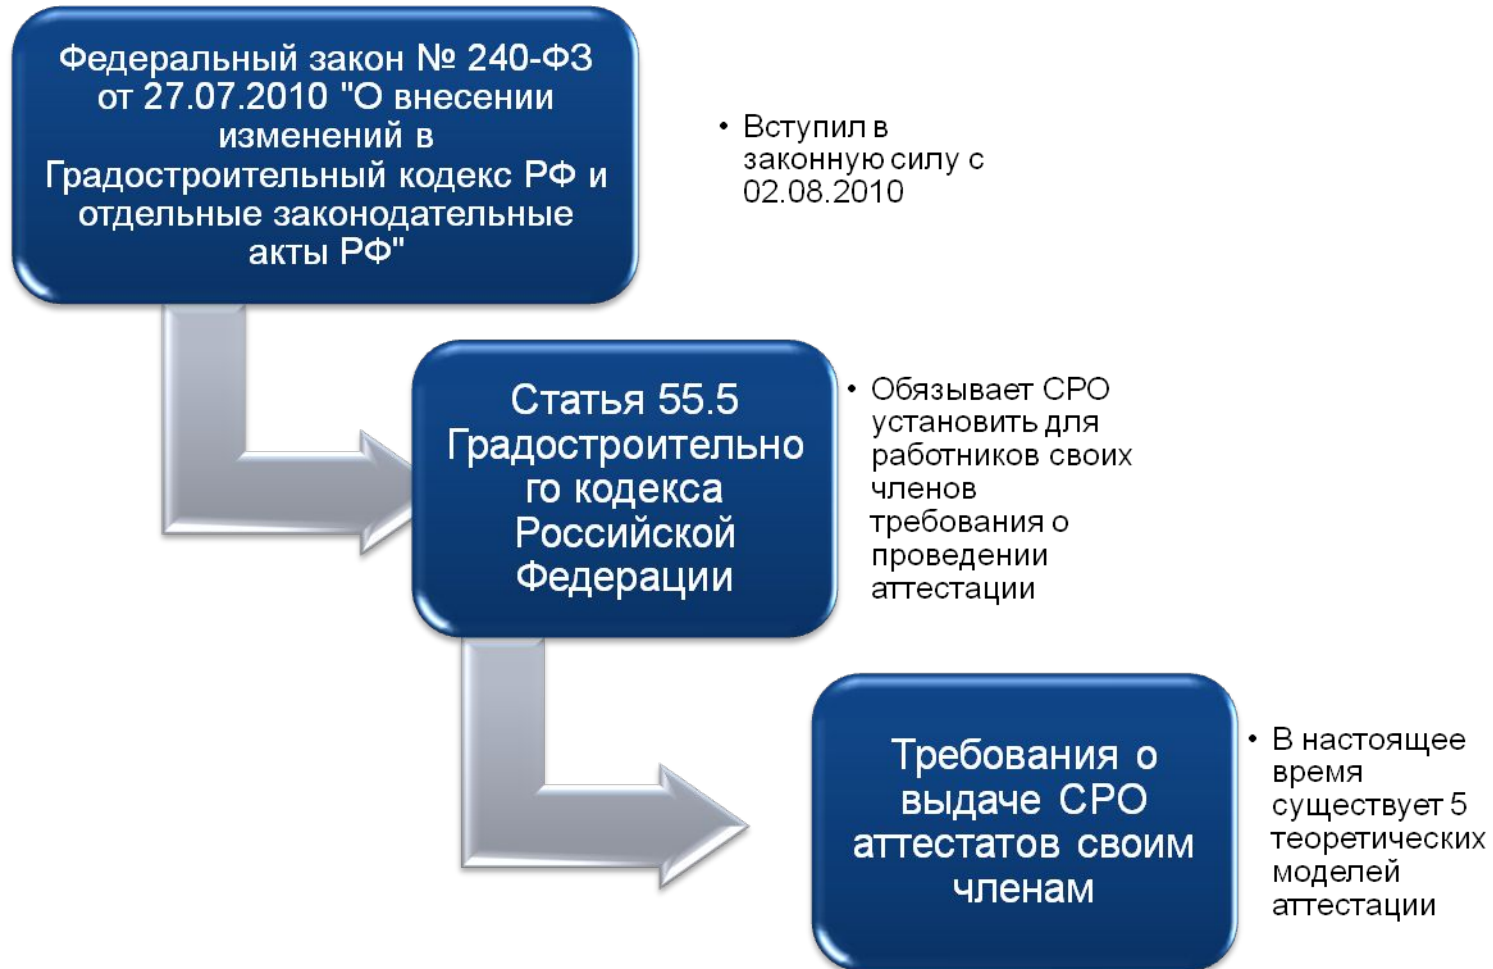 Федеральный закон № 240-ФЗ
от 27.07.2010 "О внесении
изменений в
Градостроительный кодекс РФ и
отдельные законодательные
акты РФ"
• Вступил в
законную силу с
02.08.2010
Статья 55.5
Градостроительно
го кодекса
Российской
Федерации
• Обязывает СРО
установить для
работников своих
членов
требования о
проведении
аттестации
Требования о
выдаче СРО
аттестатов своим
членам
• В настоящее
время
существует 5
теоретических
моделей
аттестации